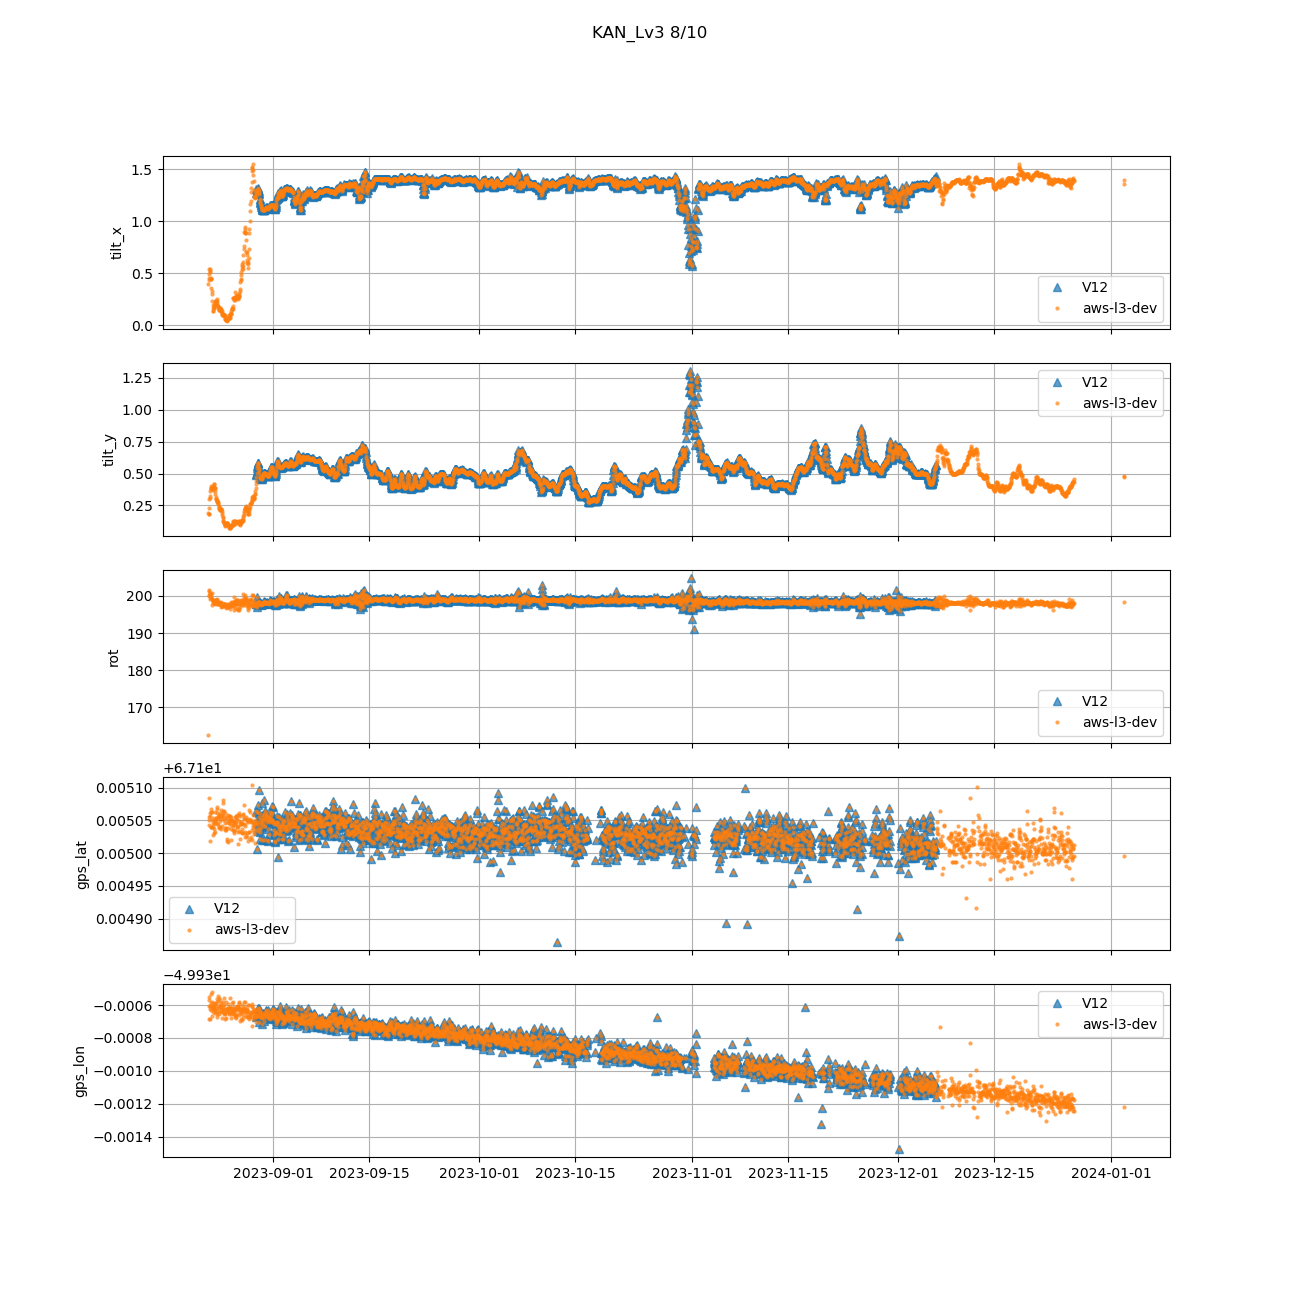 KAN_Lv3 8/10
1.5
1.0
0.5
0.0
tilt_x
V12
aws-l3-dev
1.25
1.00
0.75
0.50
0.25
tilt_y
V12
aws-l3-dev
200
190
180
170
rot
V12
aws-l3-dev
+6.71e1
0.00510
0.00505
0.00500
0.00495
0.00490
gps_lat
V12
aws-l3-dev
−4.993e1
−0.0006
−0.0008
−0.0010
−0.0012
−0.0014
gps_lon
V12
aws-l3-dev
2023-09-01 2023-09-15 2023-10-01 2023-10-15 2023-11-01 2023-11-15 2023-12-01 2023-12-15 2024-01-01